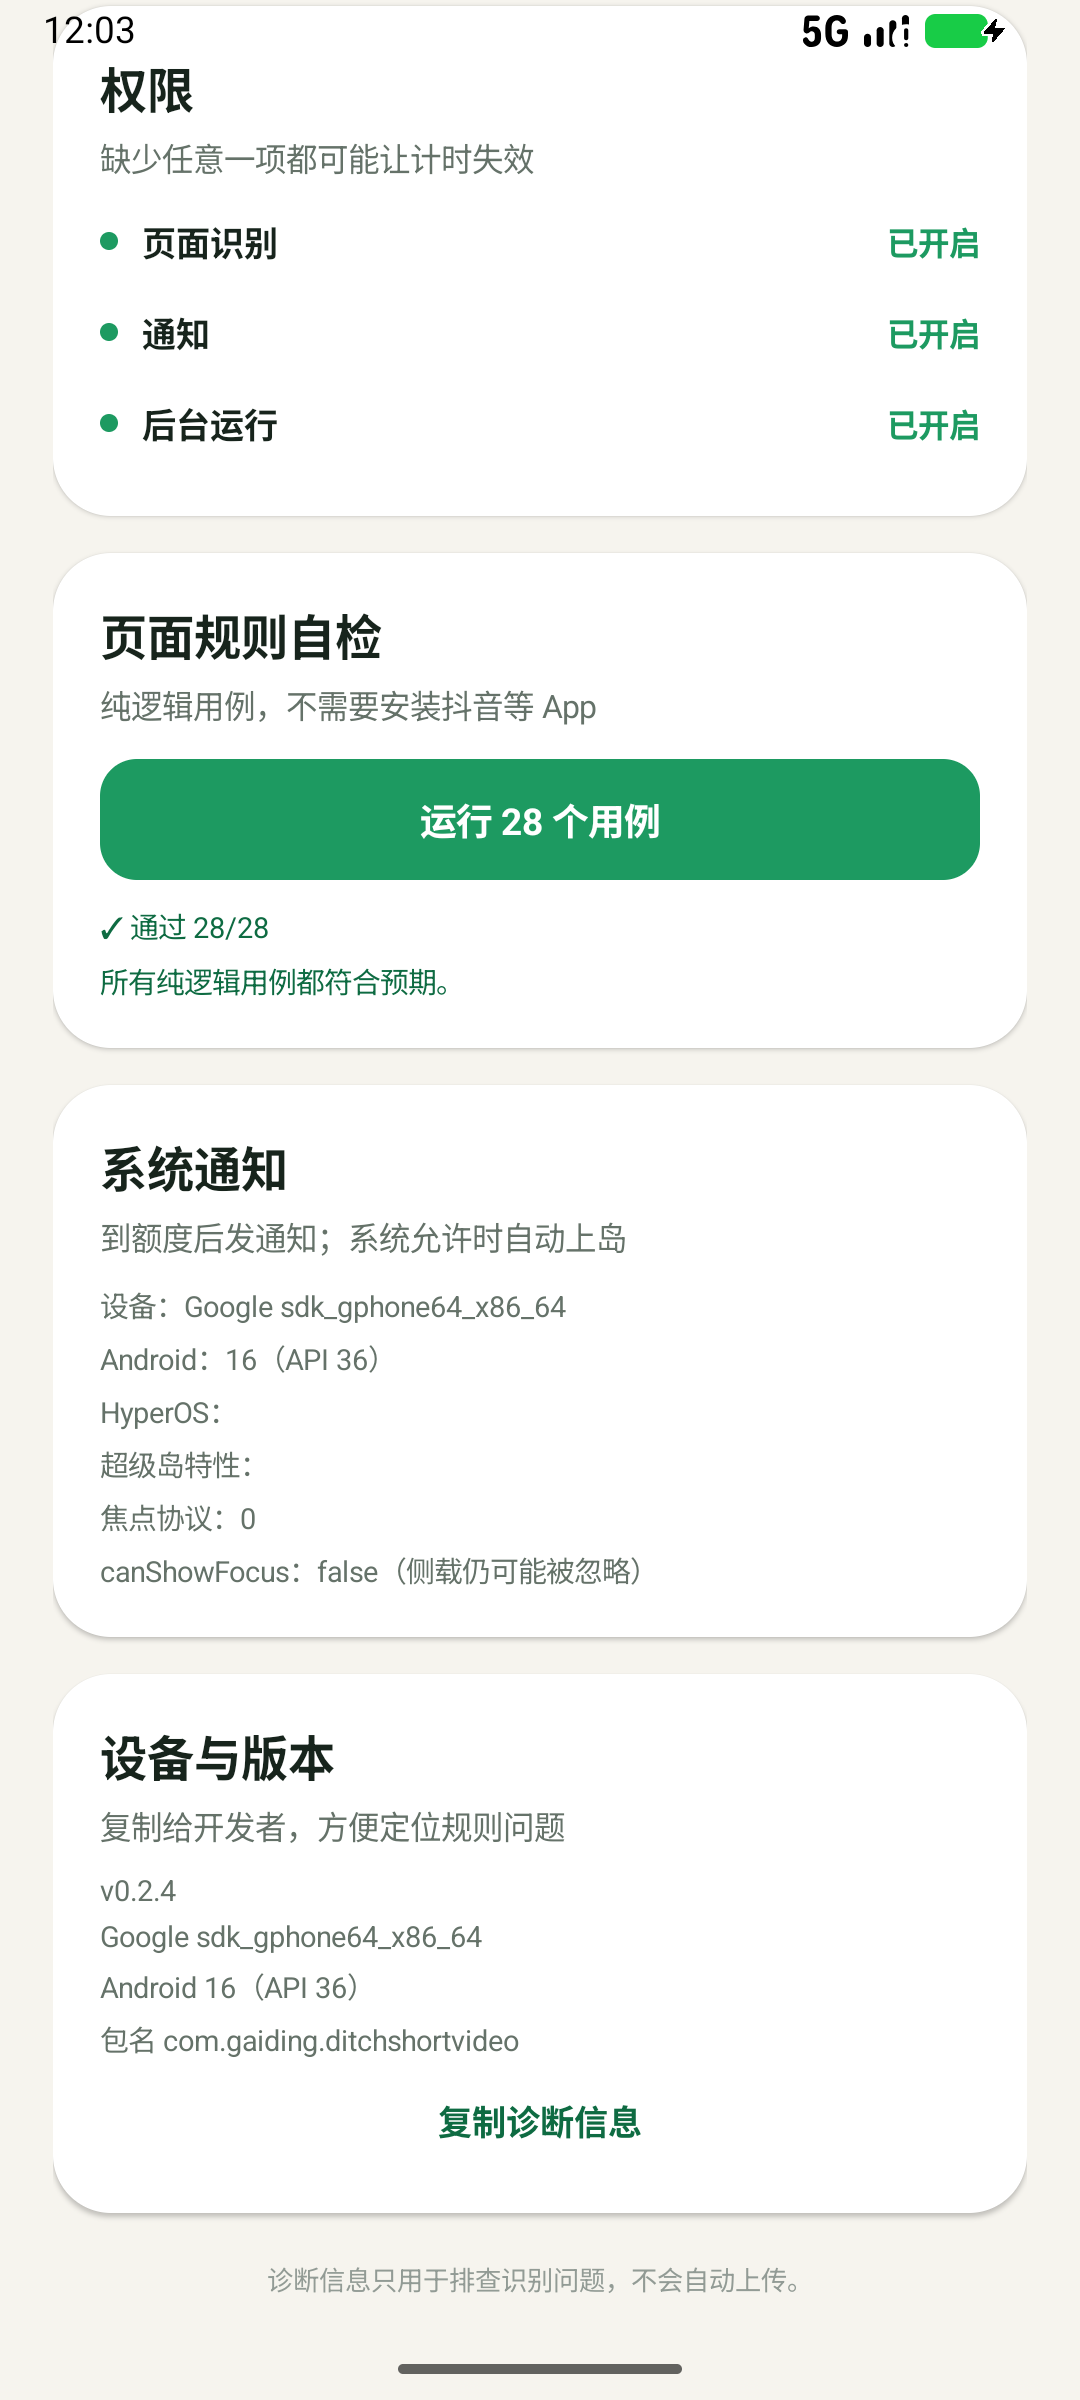 12:03
5G
权限
缺少任意一项都可能让计时失效
页面识别
已开启
通知
已开启
后台运行
已开启
页面规则自检
纯逻辑用例，不需要安装抖音等 App
运行 28 个用例
✓ 通过 28/28
所有纯逻辑用例都符合预期。
系统通知
到额度后发通知；系统允许时自动上岛
设备：Google sdk_gphone64_x86_64
Android：16（API 36）
HyperOS：
超级岛特性：
焦点协议：0
canShowFocus：false（侧载仍可能被忽略）
设备与版本
复制给开发者，方便定位规则问题
v0.2.4
Google sdk_gphone64_x86_64
Android 16（API 36）
包名 com.gaiding.ditchshortvideo
复制诊断信息
诊断信息只用于排查识别问题，不会自动上传。